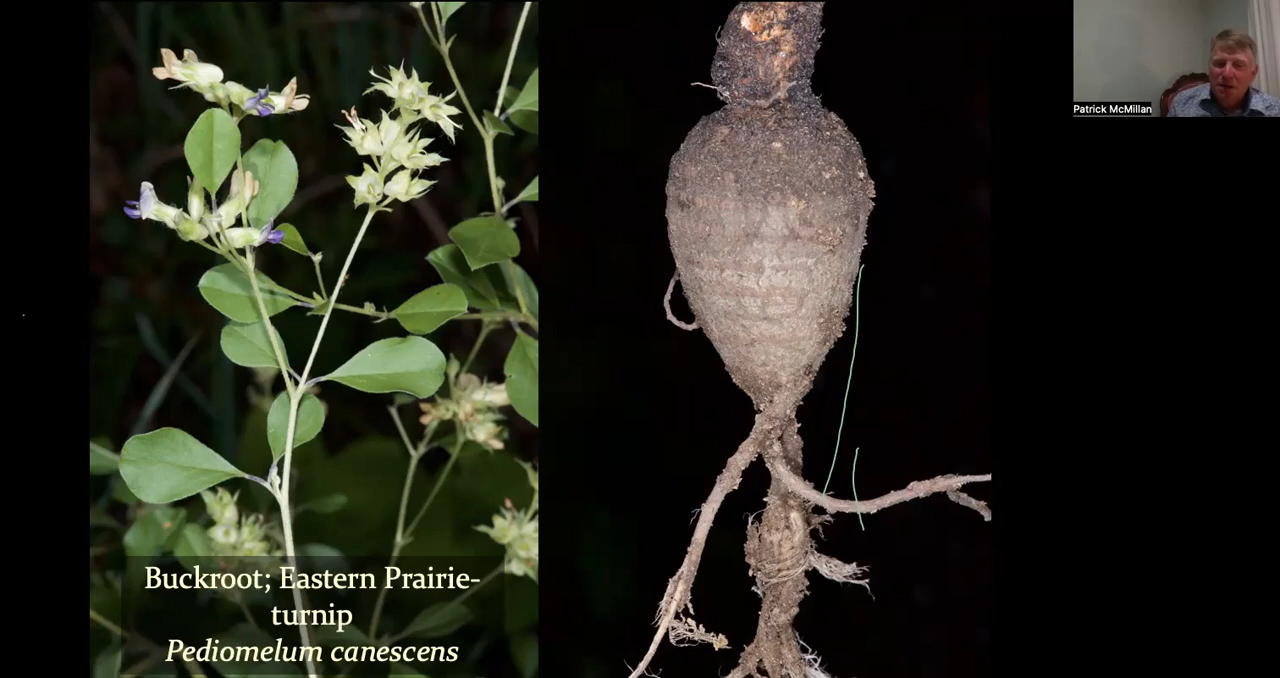 Patrick McMillan
Buckroot; Eastern Prairie-
turnip
Pediomelum canescens